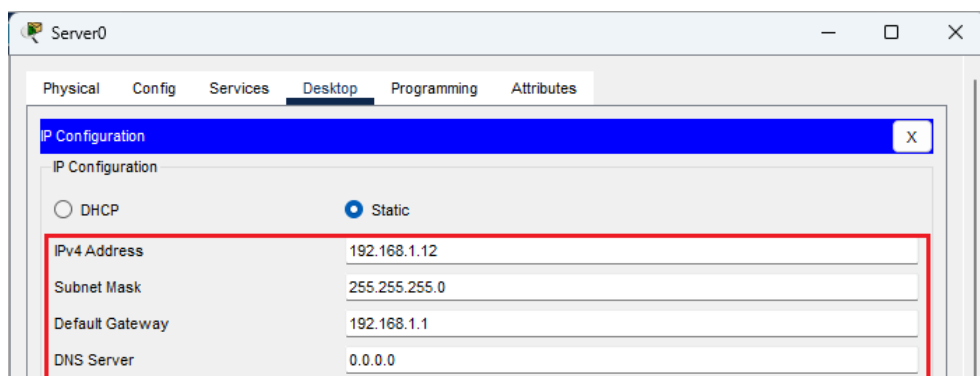 Server0
Physical Config Services Desktop Programming Attributes
IP Configuration X
IP Configuration
DHCP Static
IPv4 Address 192.168.1.12
Subnet Mask 255.255.255.0
Default Gateway 192.168.1.1
DNS Server 0.0.0.0